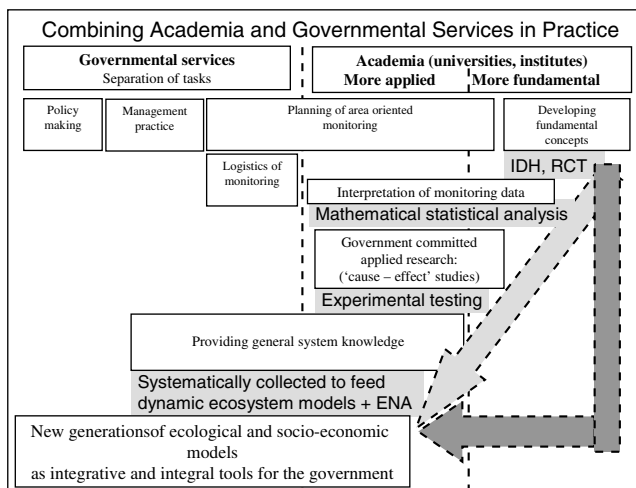 Combining Academia and Governmental Services in Practice
Governmental services
Separation of tasks
Academia (universities, institutes)
More applied
More fundamental
Policy
making
Management
practice
Planning of area oriented
monitoring
Developing
fundamental
concepts
Logistics of
monitoring
IDH, RCT
Interpretation of monitoring data
Mathematical statistical analysis
Government committed
applied research:
(‘cause – effect’ studies)
Experimental testing
Providing general system knowledge
Systematically collected to feed
dynamic ecosystem models + ENA
New generationsof ecological and socio-economic
models
as integrative and integral tools for the government